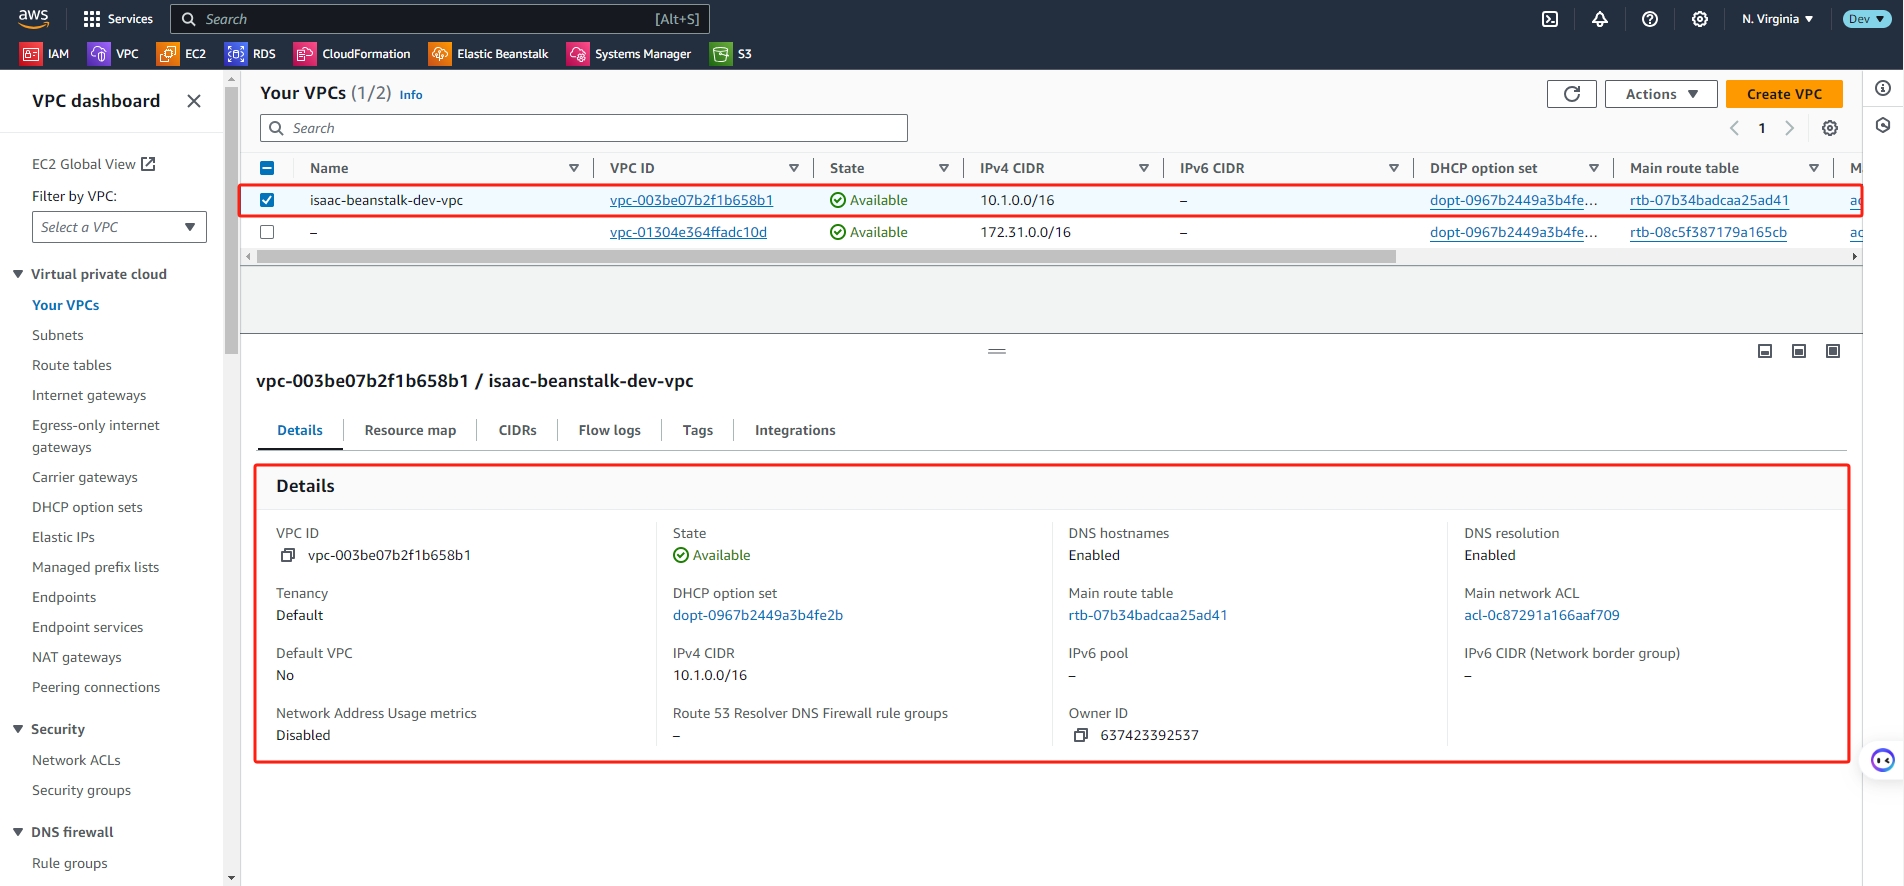 aws
Services
Search
[Alt+S]
N. Virginia
Dev
IAM
VPC
EC2
RDS
CloudFormation
Elastic Beanstalk
Systems Manager
S3
VPC dashboard
EC2 Global View
Filter by VPC:
Select a VPC
Virtual private cloud
Your VPCs
Subnets
Route tables
Internet gateways
Egress-only internet
gateways
Carrier gateways
DHCP option sets
Elastic IPs
Managed prefix lists
Endpoints
Endpoint services
NAT gateways
Peering connections
Security
Network ACLs
Security groups
DNS firewall
Rule groups
Your VPCs (1/2) Info
Actions
Create VPC
Search
1
Name VPC ID State IPv4 CIDR IPv6 CIDR DHCP option set Main route table M
isaac-beanstalk-dev-vpc vpc-003be07b2f1b658b1 Available 10.1.0.0/16 – dopt-0967b2449a3b4fe... rtb-07b34badcaa25ad41 ac
– vpc-01304e364ffadc10d Available 172.31.0.0/16 – dopt-0967b2449a3b4fe... rtb-08c5f387179a165cb ac
vpc-003be07b2f1b658b1 / isaac-beanstalk-dev-vpc
Details Resource map CIDRs Flow logs Tags Integrations
Details
VPC ID State DNS hostnames DNS resolution
vpc-003be07b2f1b658b1 Available Enabled Enabled
Tenancy DHCP option set Main route table Main network ACL
Default dopt-0967b2449a3b4fe2b rtb-07b34badcaa25ad41 acl-0c87291a166aaf709
Default VPC IPv4 CIDR IPv6 pool IPv6 CIDR (Network border group)
No 10.1.0.0/16 – –
Network Address Usage metrics Route 53 Resolver DNS Firewall rule groups Owner ID
Disabled – 637423392537